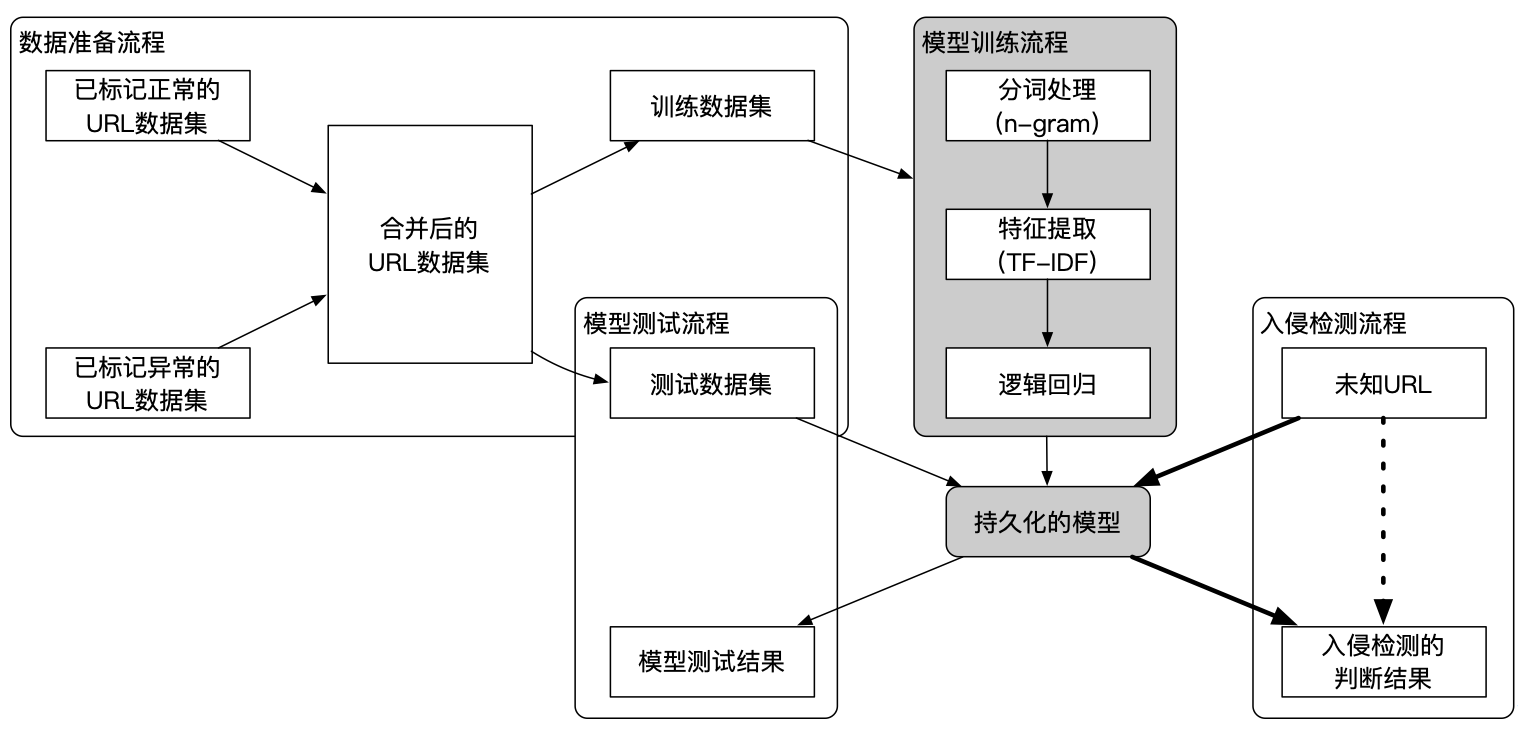 数据准备流程
已标记正常的
URL数据集
已标记异常的
URL数据集
合并后的
URL数据集
训练数据集
模型测试流程
测试数据集
模型测试结果
模型训练流程
分词处理
(n-gram)
特征提取
(TF-IDF)
逻辑回归
持久化的模型
入侵检测流程
未知URL
入侵检测的
判断结果